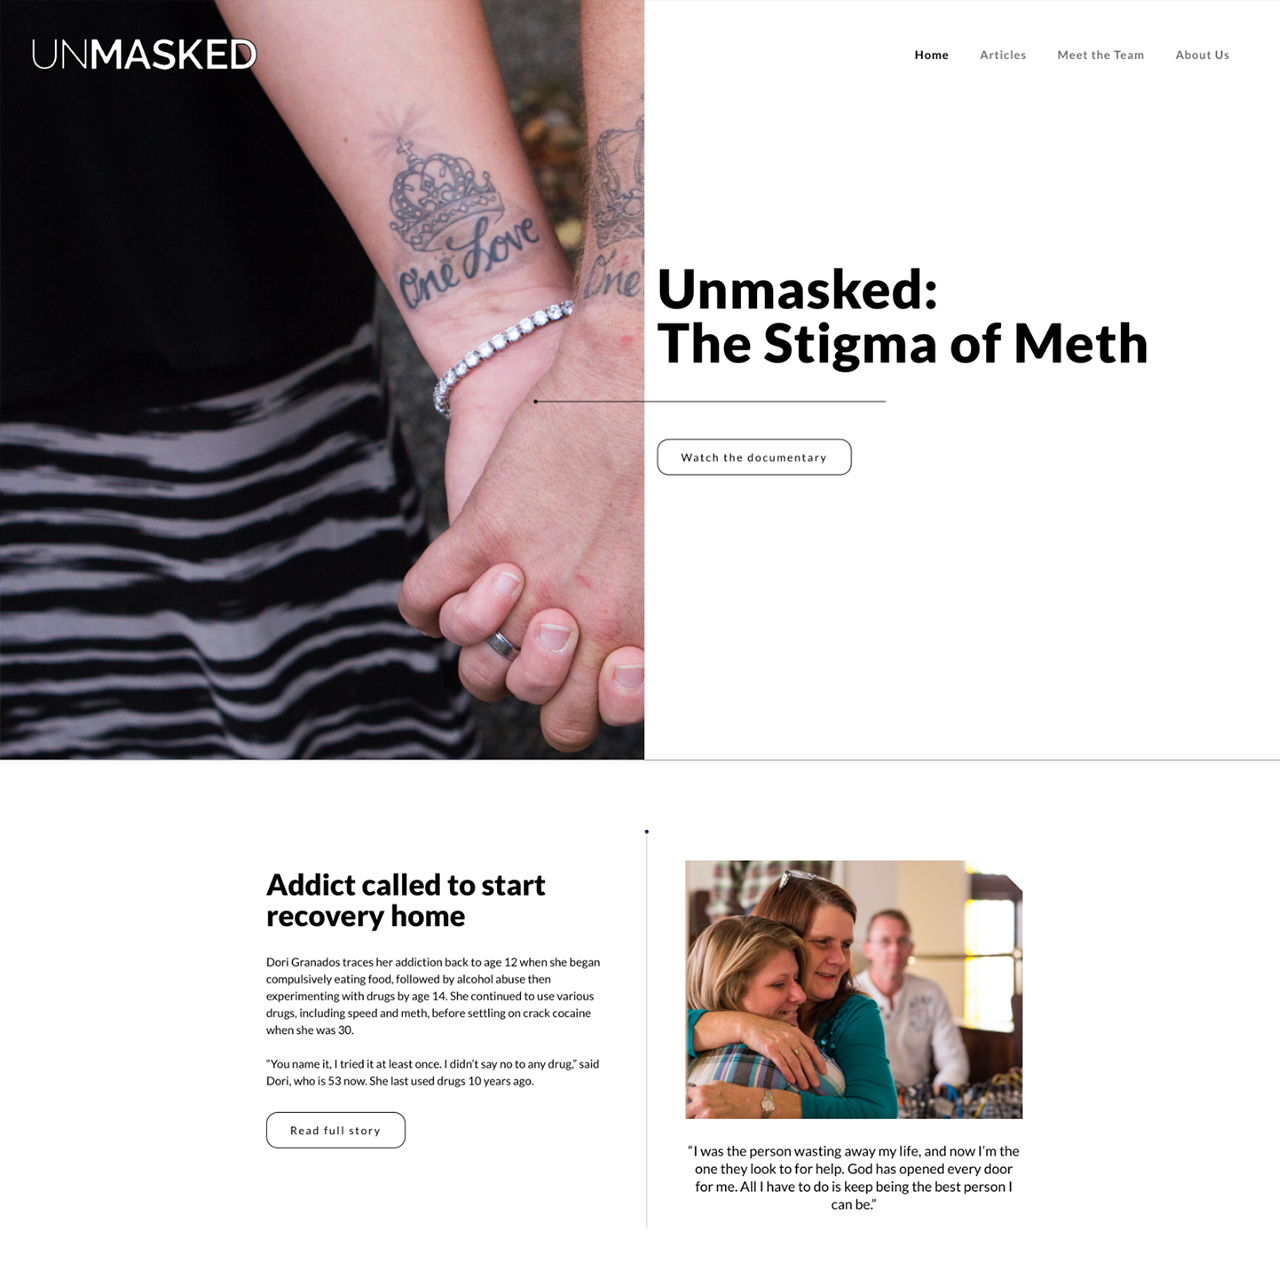 UNMASKED
Home Articles Meet the Team About Us
One Love
One
Unmasked:
The Stigma of Meth
Watch the documentary
Addict called to start
recovery home
Dori Granados traces her addiction back to age 12 when she began
compulsively eating food, followed by alcohol abuse then
experimenting with drugs by age 14. She continued to use various
drugs, including speed and meth, before settling on crack cocaine
when she was 30.
“You name it, I tried it at least once. I didn’t say no to any drug,” said
Dori, who is 53 now. She last used drugs 10 years ago.
Read full story
“I was the person wasting away my life, and now I’m the
one they look to for help. God has opened every door
for me. All I have to do is keep being the best person I
can be.”